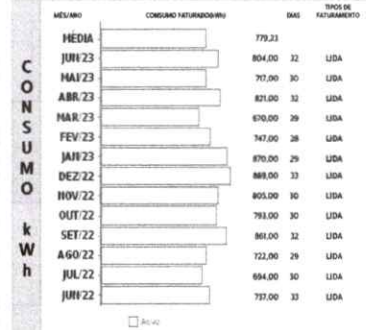 MÊS/ANO CONSUMO FATURADO(kWh) DIAS TIPOS DE FATURAMENTO
CONSUMO kWh
MÉDIA 779,23
JUN/23 804,00 32 LIDA
MAI/23 717,00 30 LIDA
ABR/23 821,00 32 LIDA
MAR/23 670,00 29 LIDA
FEV/23 747,00 28 LIDA
JAN/23 870,00 29 LIDA
DEZ/22 889,00 33 LIDA
NOV/22 805,00 30 LIDA
OUT/22 793,00 30 LIDA
SET/22 861,00 32 LIDA
AGO/22 722,00 29 LIDA
JUL/22 694,00 30 LIDA
JUN/22 737,00 33 LIDA